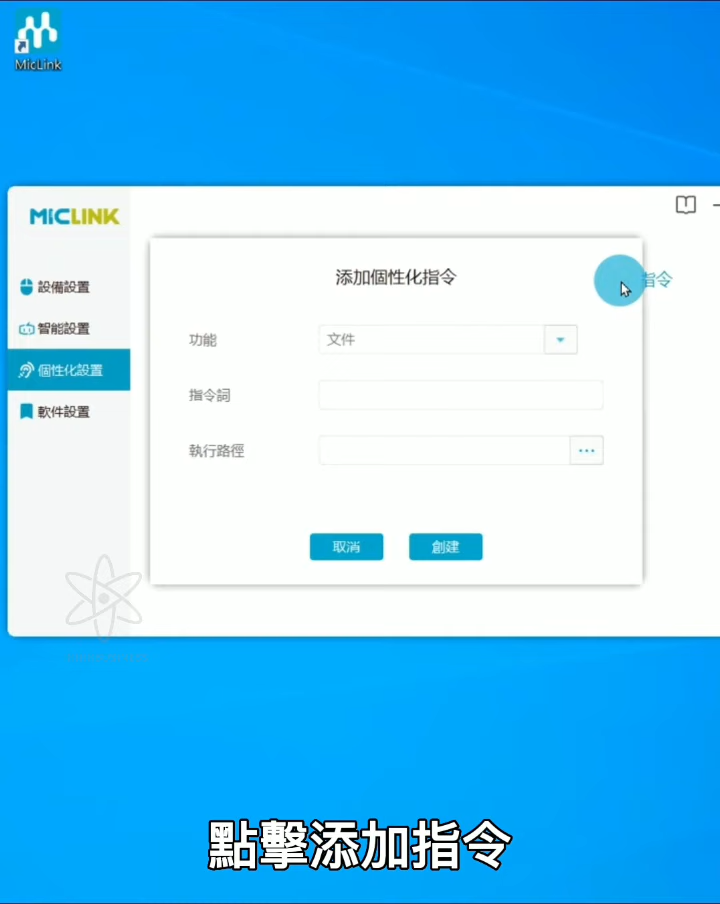 MicLink
MICLINK
添加個性化指令
指令
設備設置
智能設置
個性化設置
軟件設置
功能
文件
指令詞
執行路徑
取消
創建
點擊添加指令